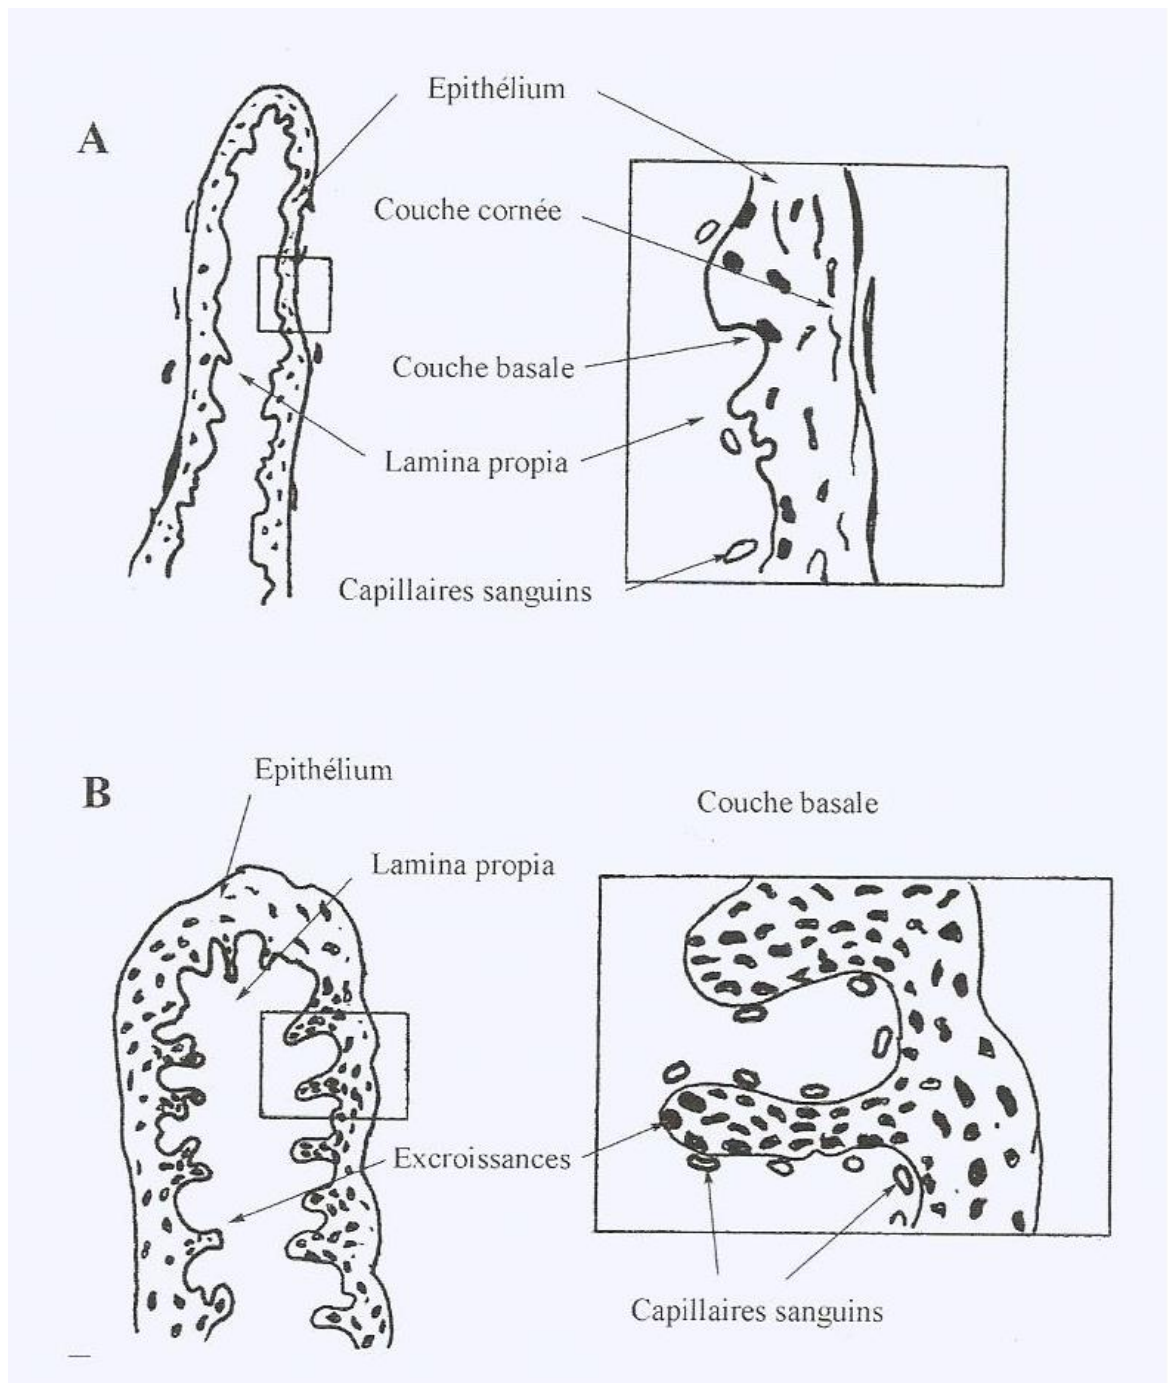 A
Epithélium
Couche cornée
Couche basale
Lamina propia
Capillaires sanguins
B
Epithélium
Couche basale
Lamina propia
Excroissances
Capillaires sanguins